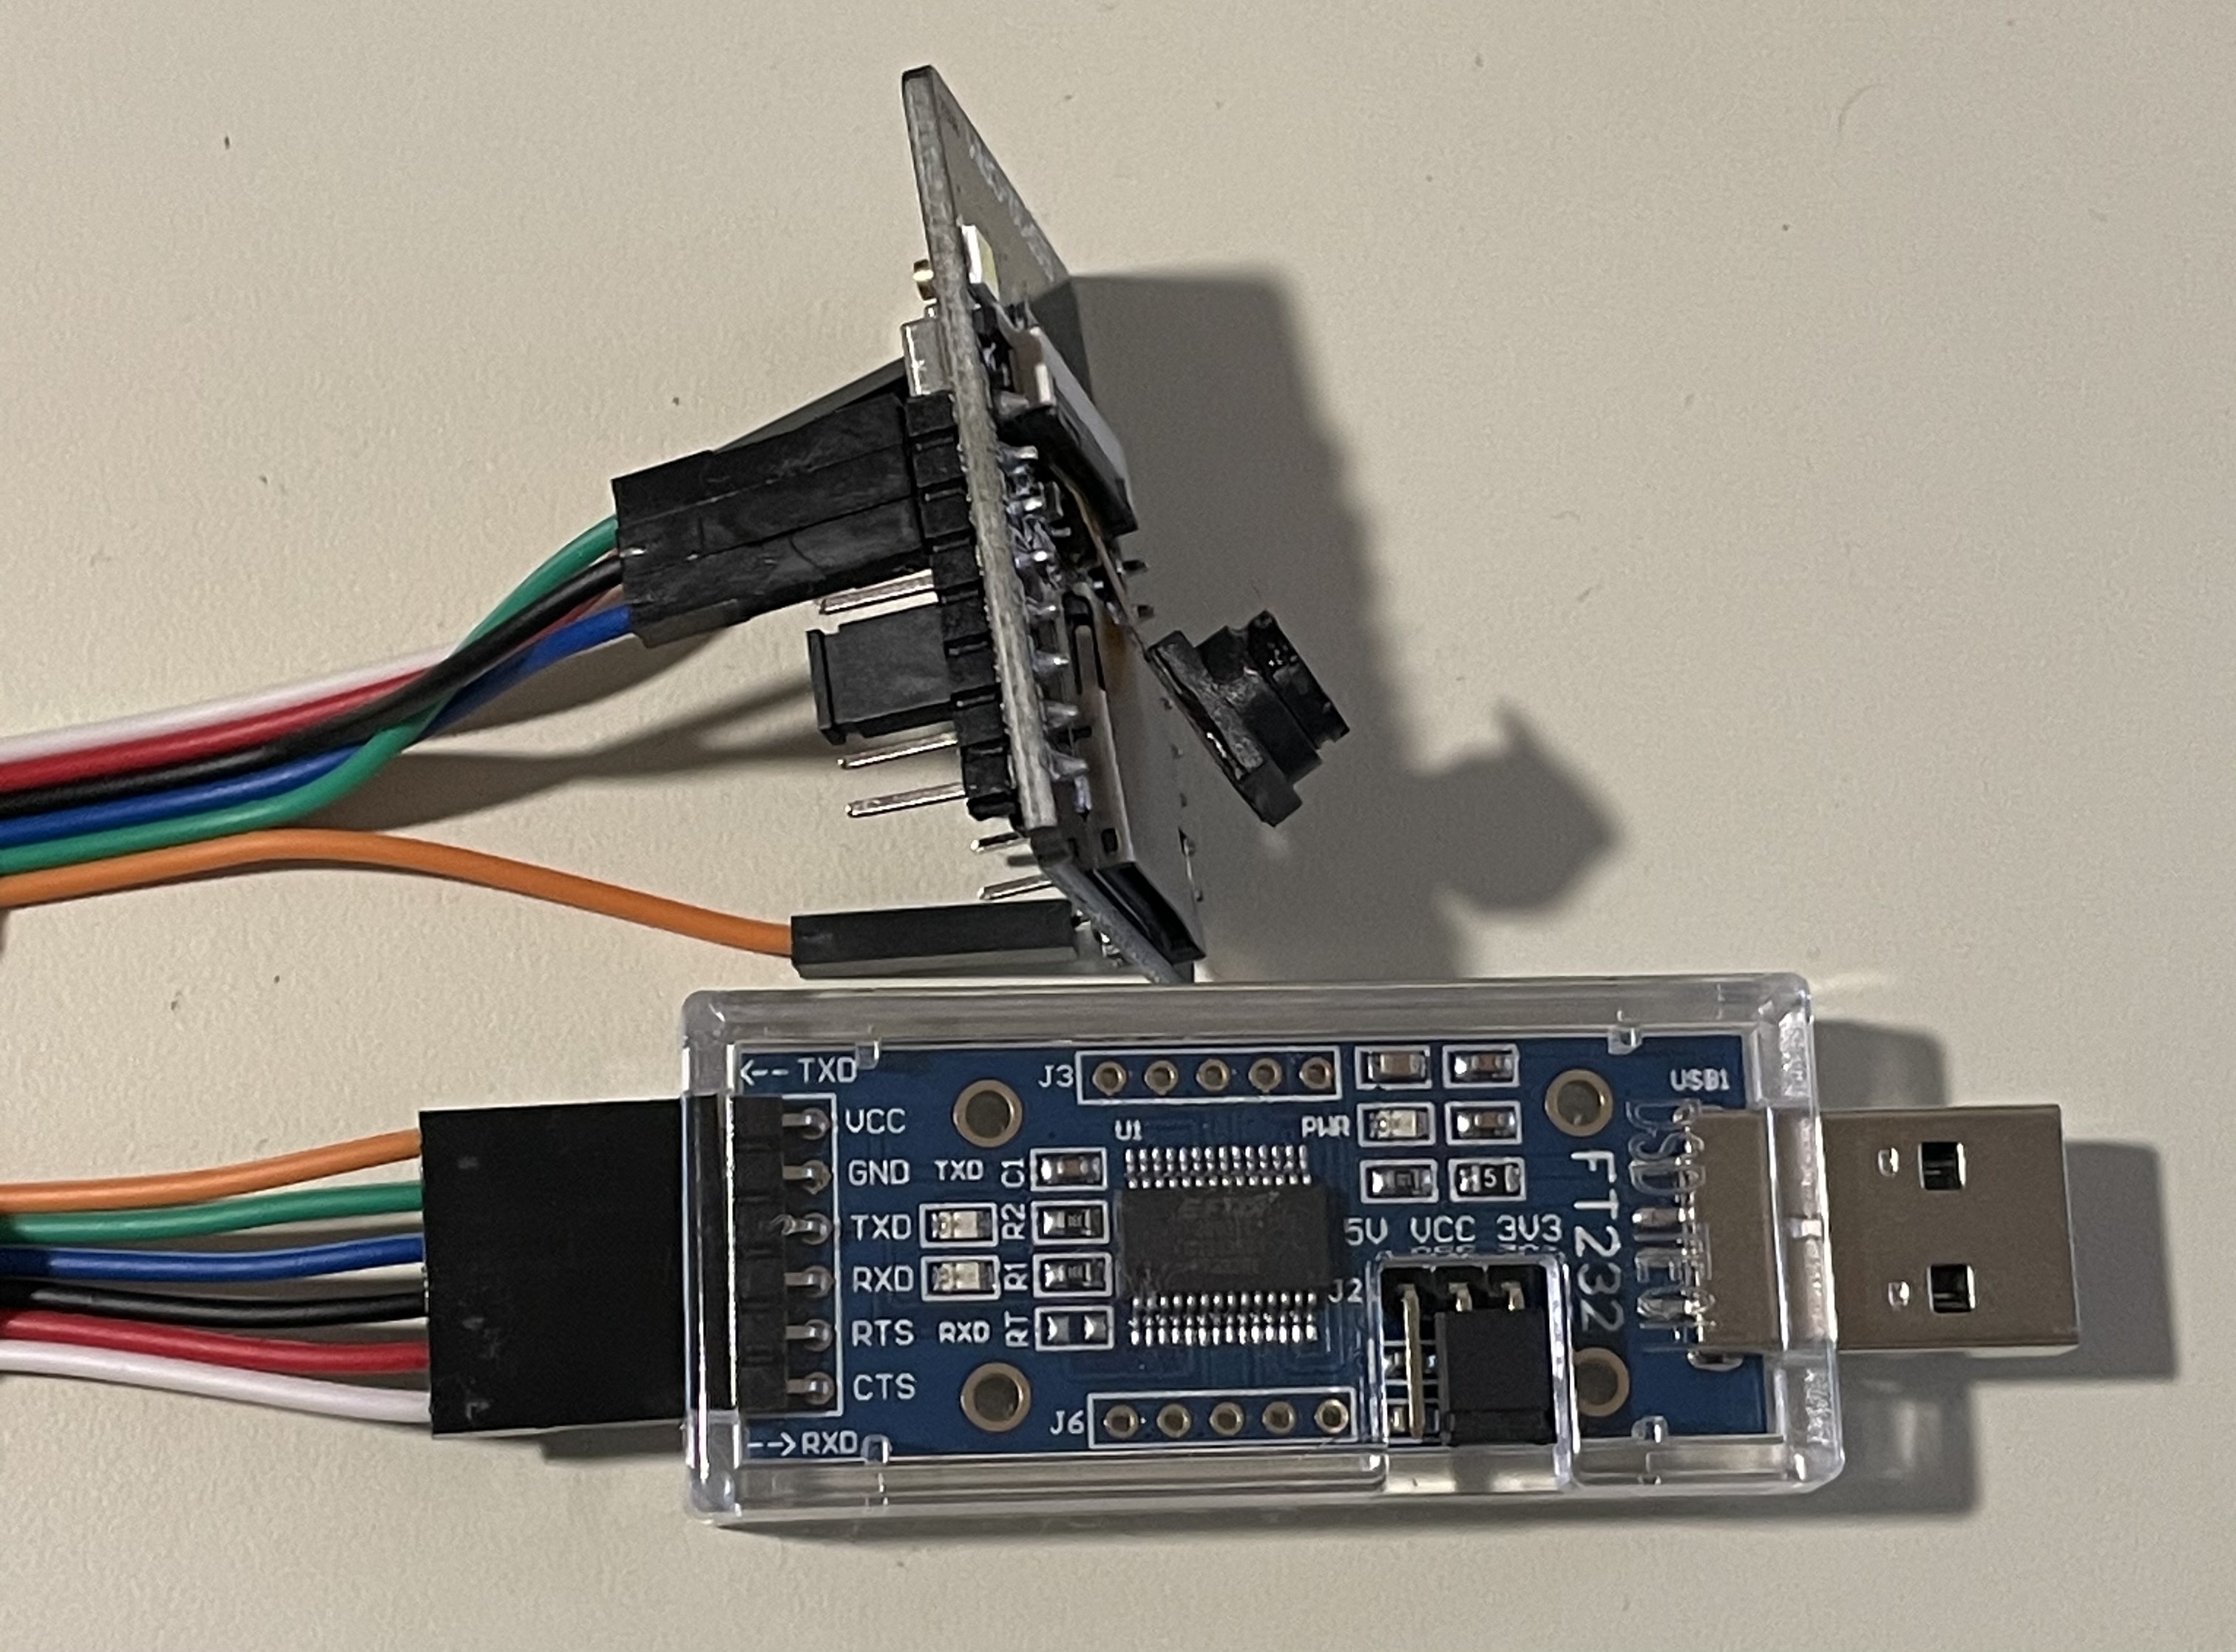 <-- TXD
VCC
GND
TXD
RXD
RTS
CTS
-->RXD
TXD
RXD
C1
R2
R1
RT
J3
U1
J6
PWR
5
5V VCC 3V3
J2
USB1
FT232